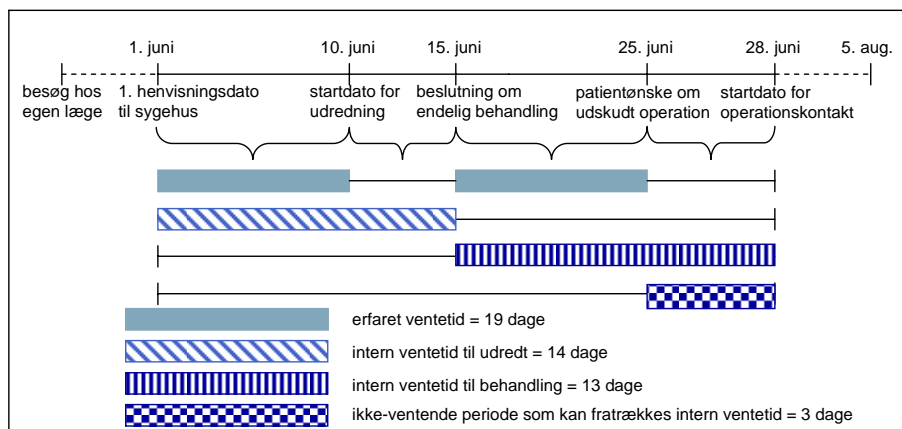 1. juni 10. juni 15. juni 25. juni 28. juni 5. aug.
besøg hos egen læge
1. henvisningsdato til sygehus
startdato for udredning
beslutning om endelig behandling
patientønske om udskudt operation
startdato for operationskontakt
erfaret ventetid = 19 dage
intern ventetid til udredt = 14 dage
intern ventetid til behandling = 13 dage
ikke-ventende periode som kan fratrækkes intern ventetid = 3 dage